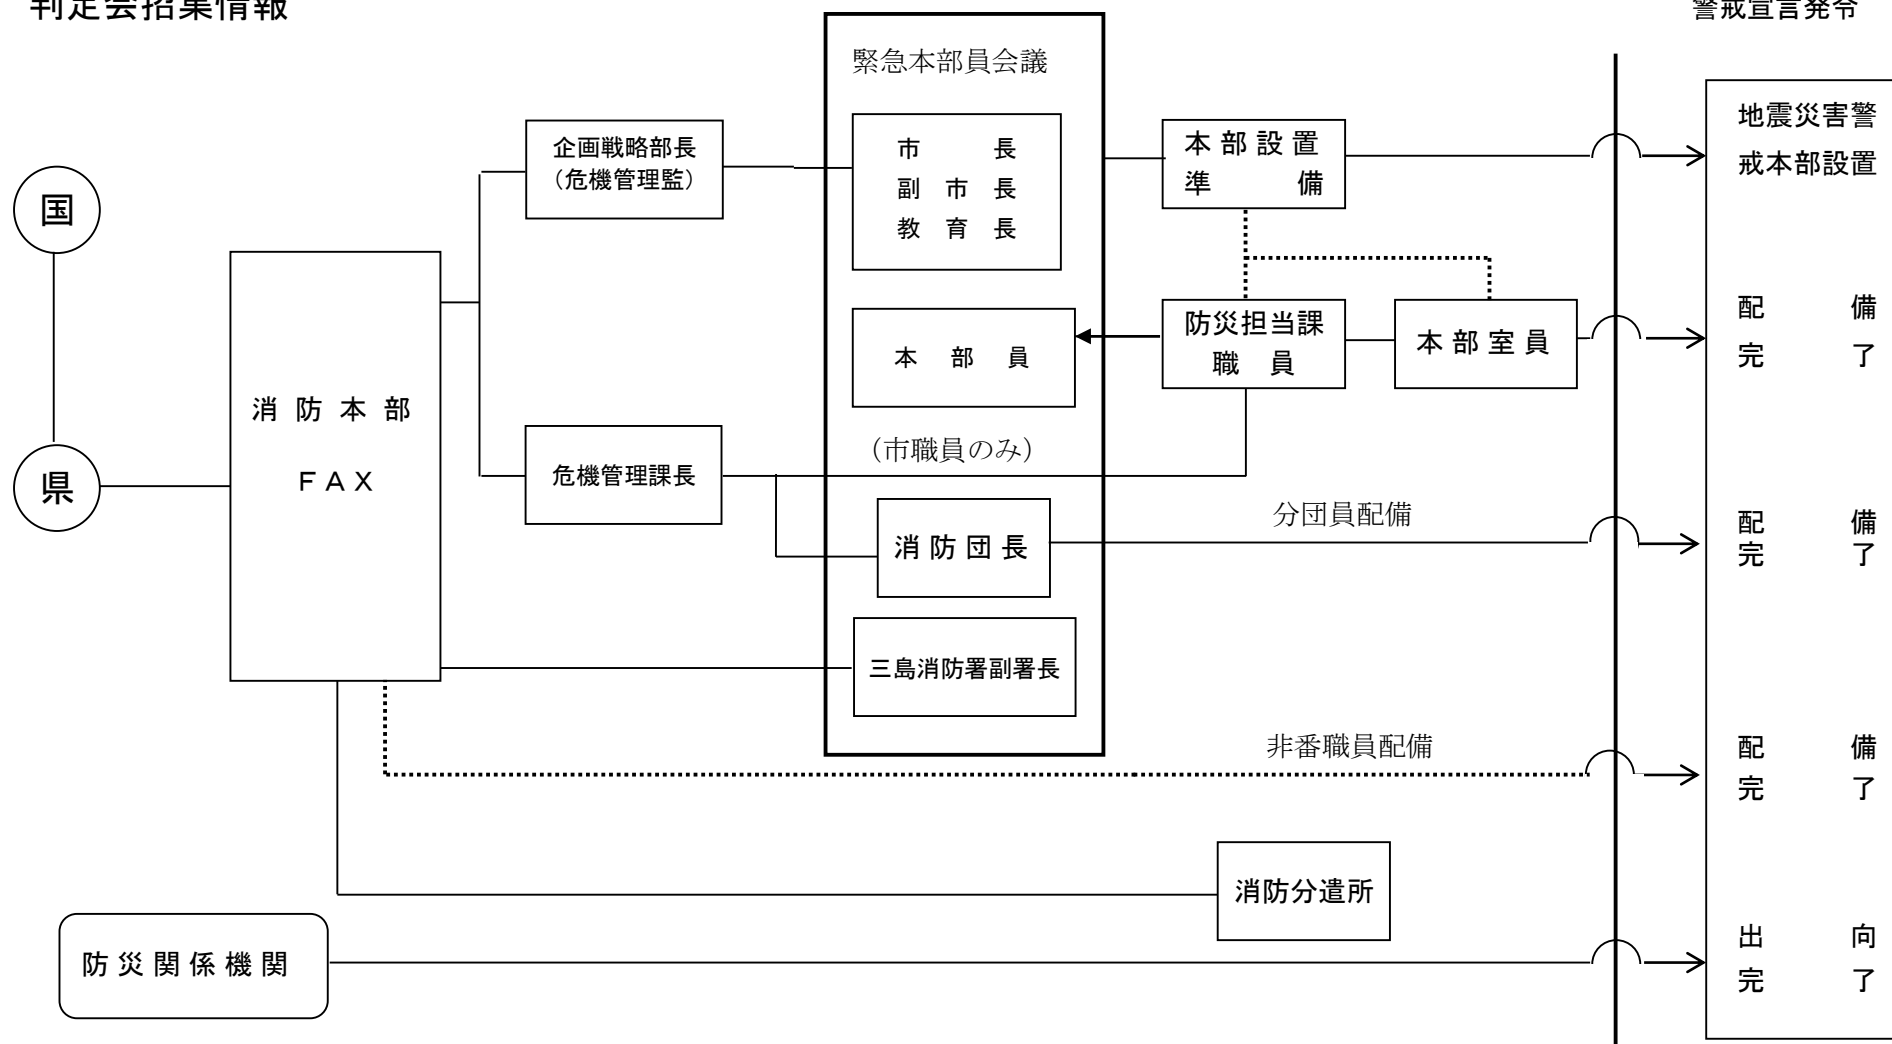 判定会招集情報
警戒宣言発令
緊急本部員会議
国
県
消防本部
FAX
企画戦略部長
(危機管理監)
危機管理課長
市長
副市長
教育長
本部員
(市職員のみ)
消防団長
三島消防署副署長
本部設置
準備
防災担当課
職員
本部室員
分団員配備
非番職員配備
消防分遣所
防災関係機関
地震災害警
戒本部設置
配備
完了
配備
完了
配備
完了
出向
完了